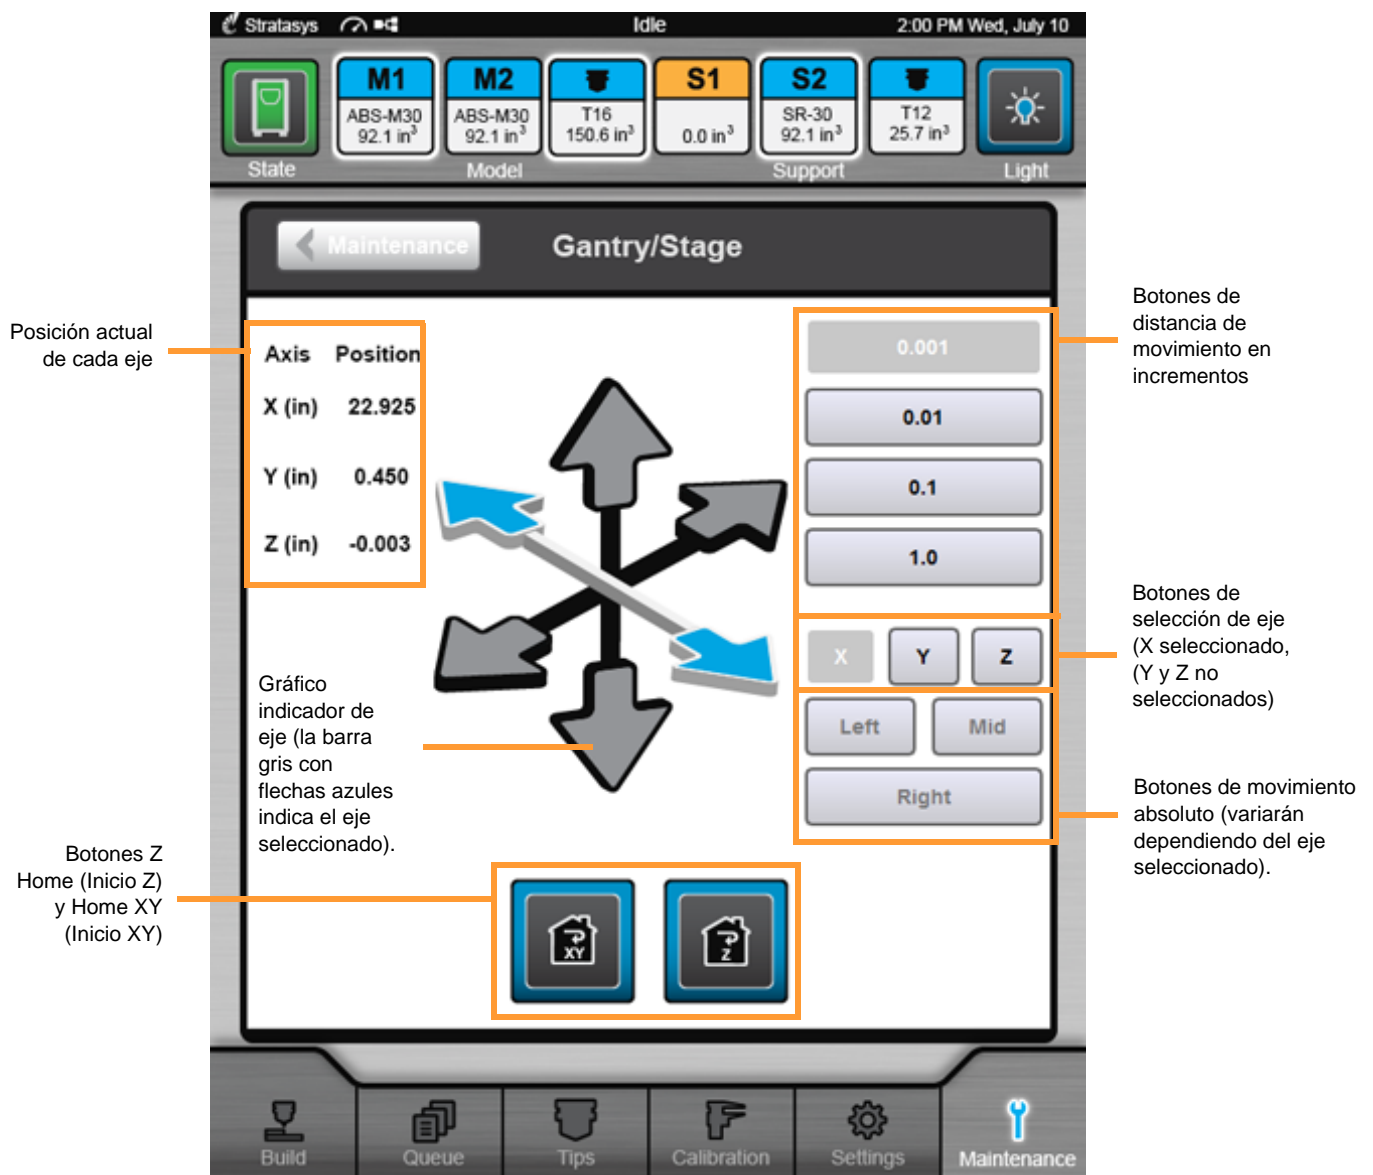 Stratasys
Idle
2:00 PM Wed, July 10
M1
ABS-M30
92.1 in³
M2
ABS-M30
92.1 in³
T16
150.6 in³
S1
0.0 in³
S2
SR-30
92.1 in³
T12
25.7 in³
State
Model
Support
Light
Maintenance
Gantry/Stage
Posición actual
de cada eje
Axis Position
X (in) 22.925
Y (in) 0.450
Z (in) -0.003
0.001
0.01
0.1
1.0
Botones de
distancia de
movimiento en
incrementos
X
Y
Z
Botones de
selección de eje
(X seleccionado,
(Y y Z no
seleccionados)
Left
Mid
Right
Botones de movimiento
absoluto (variarán
dependiendo del eje
seleccionado).
Gráfico
indicador de
eje (la barra
gris con
flechas azules
indica el eje
seleccionado).
Botones Z
Home (Inicio Z)
y Home XY
(Inicio XY)
XY
Z
Build
Queue
Tips
Calibration
Settings
Maintenance